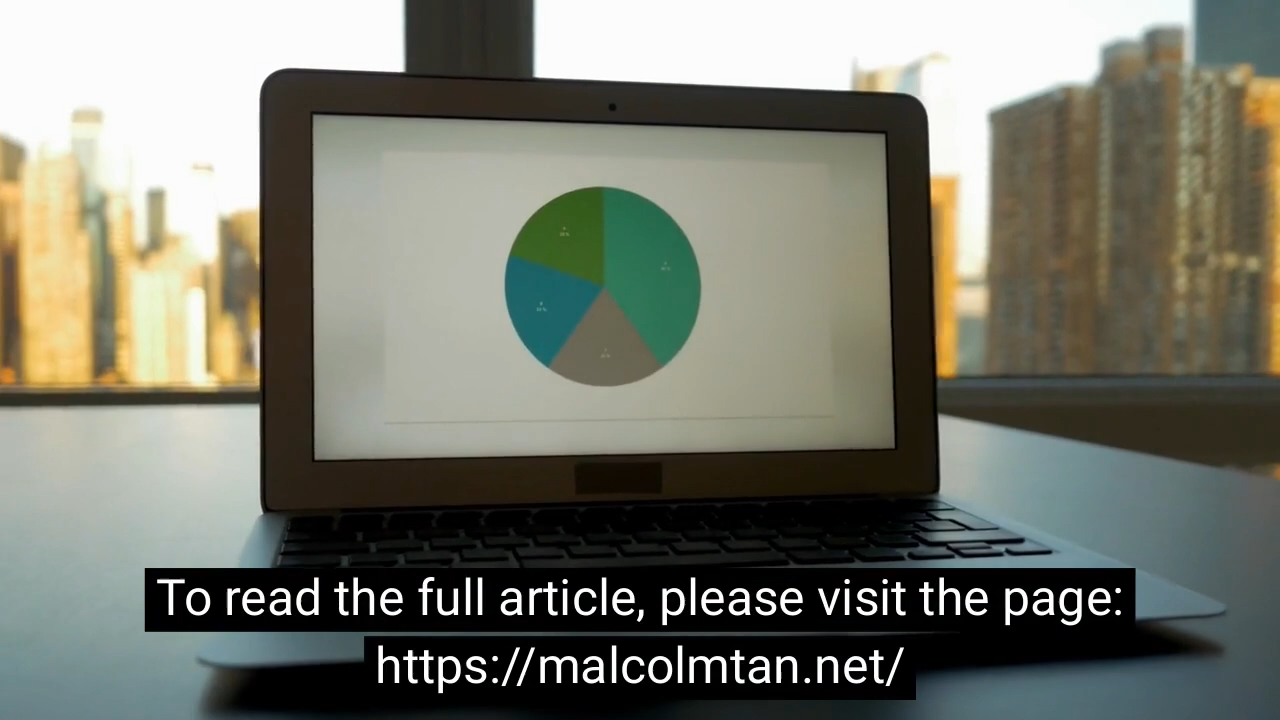 To read the full article, please visit the page:
https://malcolmtan.net/